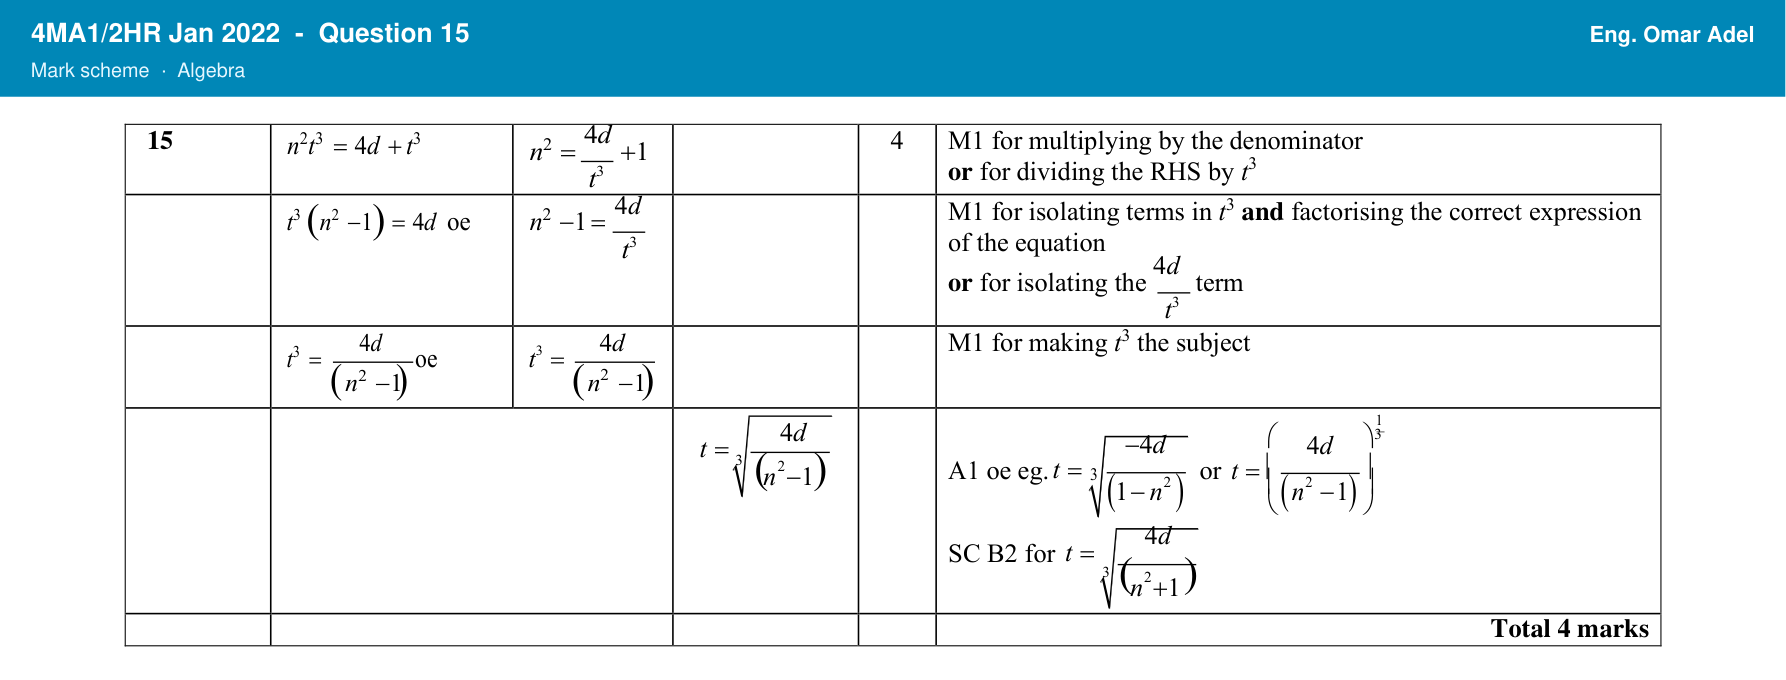 4MA1/2HR Jan 2022 - Question 15
Eng. Omar Adel
Mark scheme · Algebra
15
n²t³ = 4d + t³
n² = 4d/t³ +1
4
M1 for multiplying by the denominator
or for dividing the RHS by t³
t³ (n² −1) = 4d oe
n² −1 = 4d/t³
M1 for isolating terms in t³ and factorising the correct expression
of the equation
or for isolating the 4d/t³ term
t³ = 4d/(n² −1) oe
t³ = 4d/(n² −1)
M1 for making t³ the subject
t = ∛(4d/(n²−1))
A1 oe eg. t = ∛(−4d/(1− n²)) or t = (4d/(n² −1))^(1/3)
SC B2 for t = ∛(4d/(n²+1))
Total 4 marks